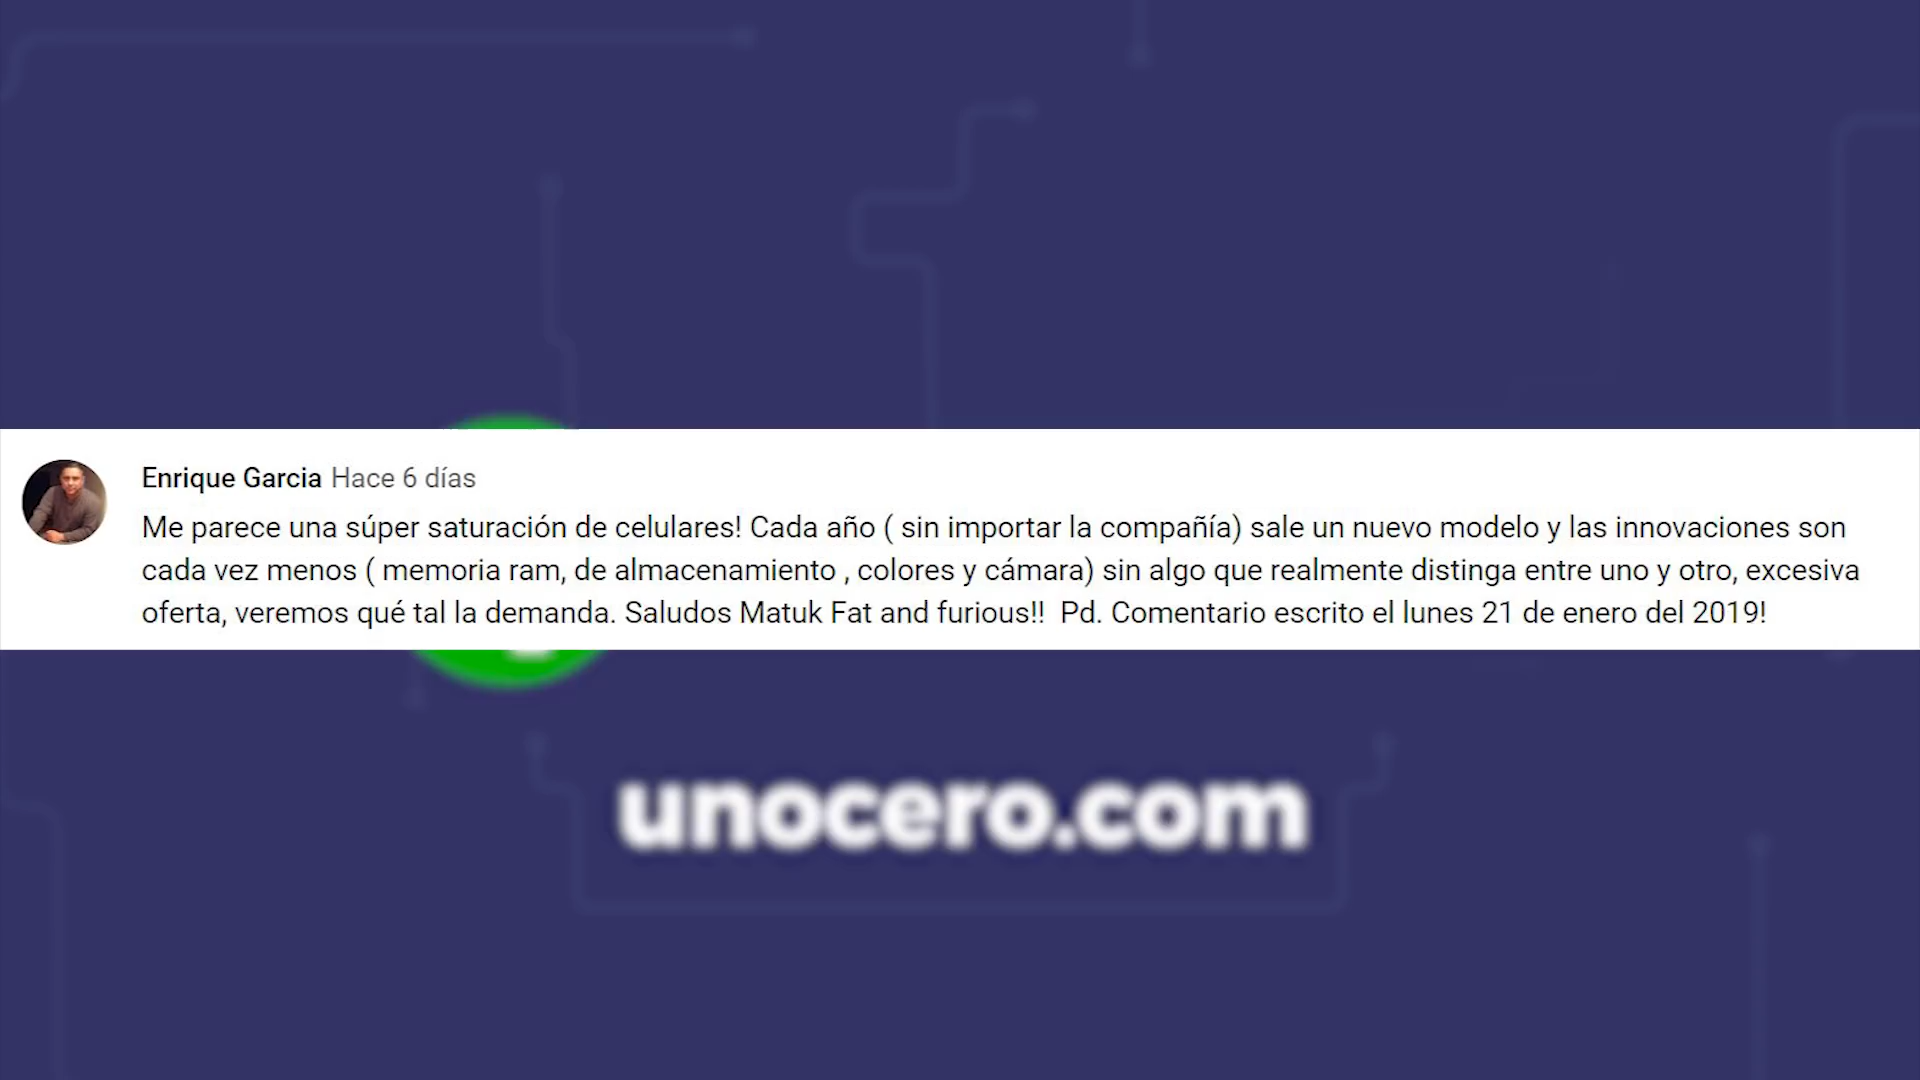 Enrique Garcia Hace 6 días
Me parece una súper saturación de celulares! Cada año ( sin importar la compañía) sale un nuevo modelo y las innovaciones son
cada vez menos ( memoria ram, de almacenamiento , colores y cámara) sin algo que realmente distinga entre uno y otro, excesiva
oferta, veremos qué tal la demanda. Saludos Matuk Fat and furious!!  Pd. Comentario escrito el lunes 21 de enero del 2019!
unocero.com